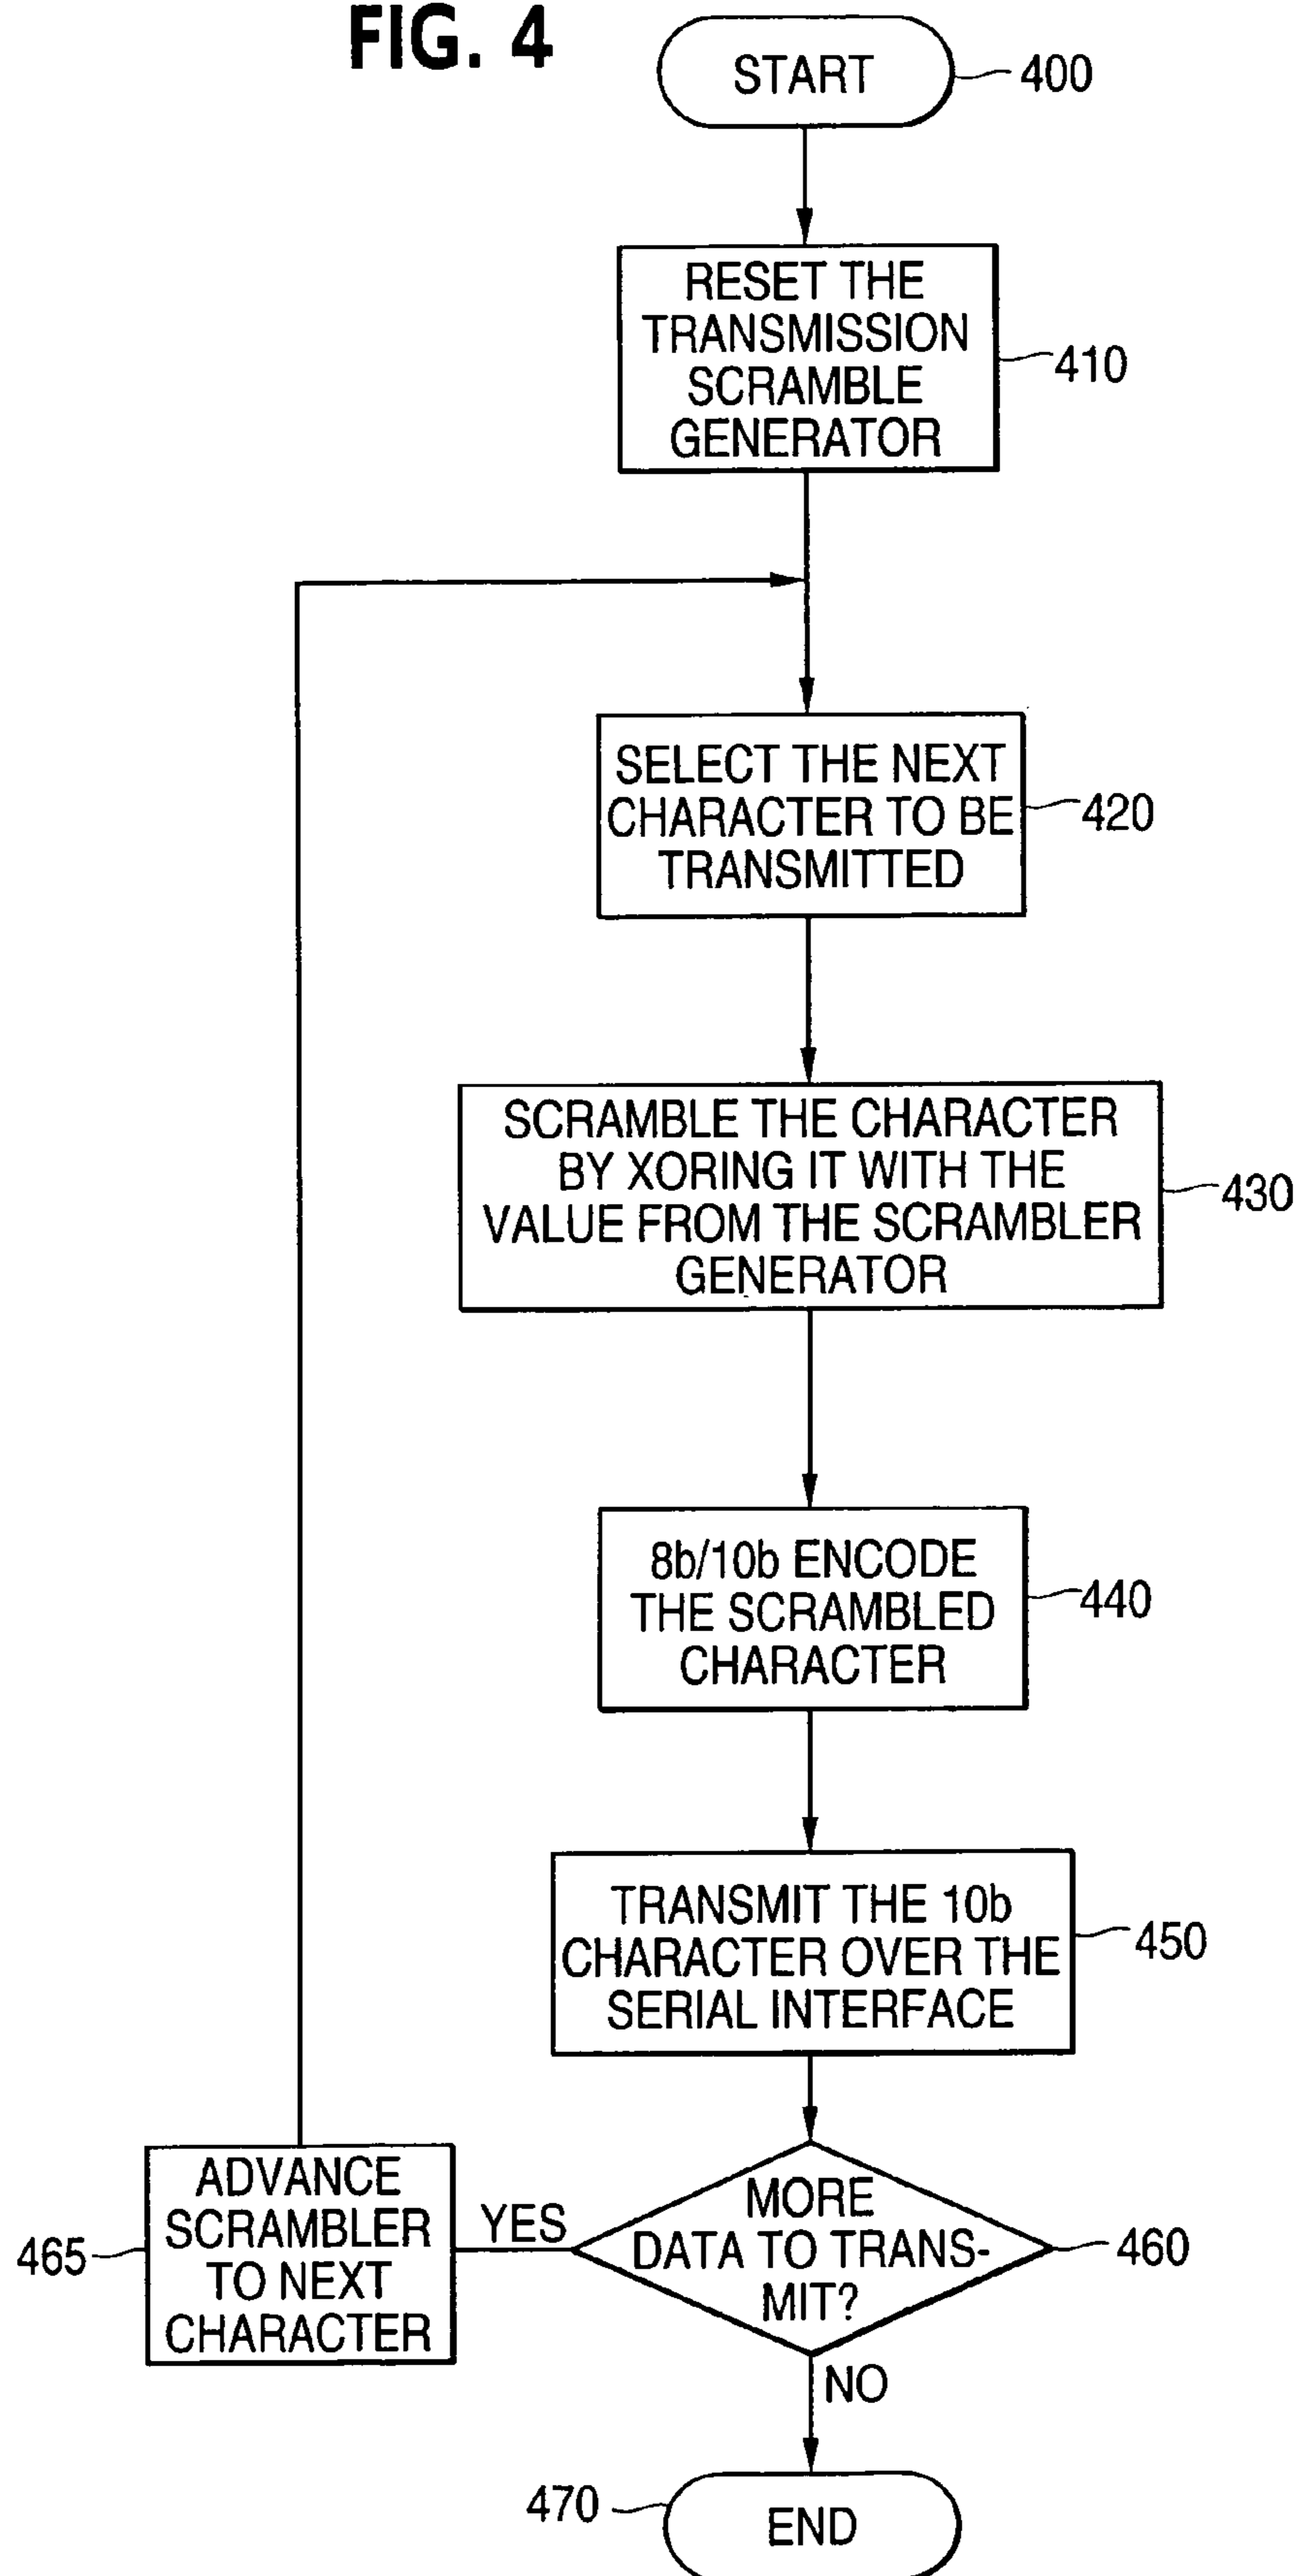 FIG. 4
START
400
RESET THE
TRANSMISSION
SCRAMBLE
GENERATOR
410
SELECT THE NEXT
CHARACTER TO BE
TRANSMITTED
420
SCRAMBLE THE CHARACTER
BY XORING IT WITH THE
VALUE FROM THE SCRAMBLER
GENERATOR
430
8b/10b ENCODE
THE SCRAMBLED
CHARACTER
440
TRANSMIT THE 10b
CHARACTER OVER THE
SERIAL INTERFACE
450
MORE
DATA TO TRANS-
MIT?
460
YES
ADVANCE
SCRAMBLER
TO NEXT
CHARACTER
465
NO
END
470